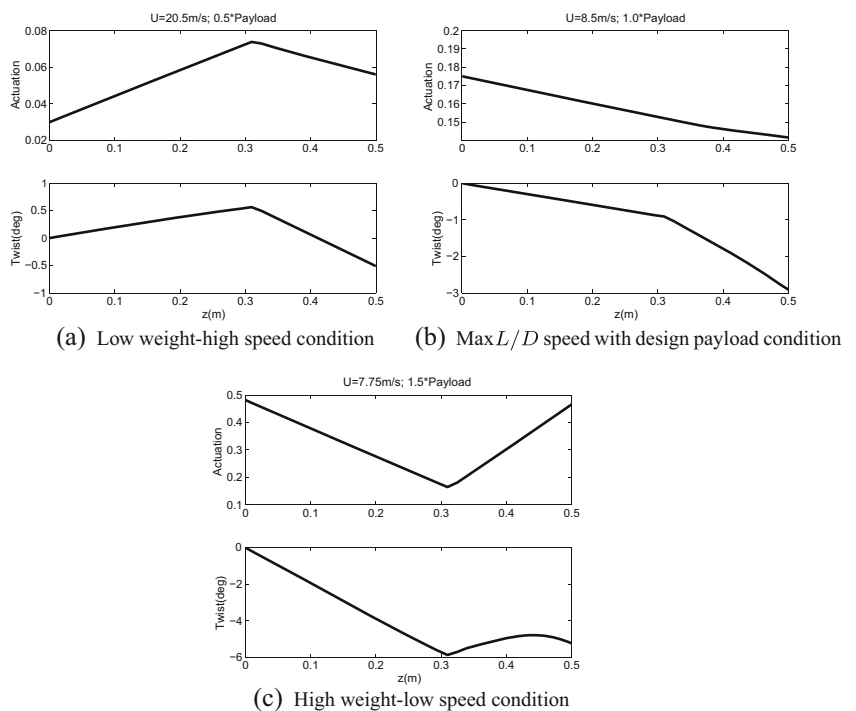 U=20.5m/s; 0.5*Payload
0.08
0.06
0.04
0.02
Actuation
0 0.1 0.2 0.3 0.4 0.5
1
0.5
0
−0.5
−1
Twist(deg)
0 0.1 0.2 0.3 0.4 0.5
z(m)
(a) Low weight-high speed condition
U=8.5m/s; 1.0*Payload
0.2
0.19
0.18
0.17
0.16
0.15
Actuation
0 0.1 0.2 0.3 0.4 0.5
0
−1
−2
−3
Twist(deg)
0 0.1 0.2 0.3 0.4 0.5
z(m)
(b) Max L/D speed with design payload condition
U=7.75m/s; 1.5*Payload
0.5
0.4
0.3
0.2
0.1
Actuation
0 0.1 0.2 0.3 0.4 0.5
0
−2
−4
−6
Twist(deg)
0 0.1 0.2 0.3 0.4 0.5
z(m)
(c) High weight-low speed condition